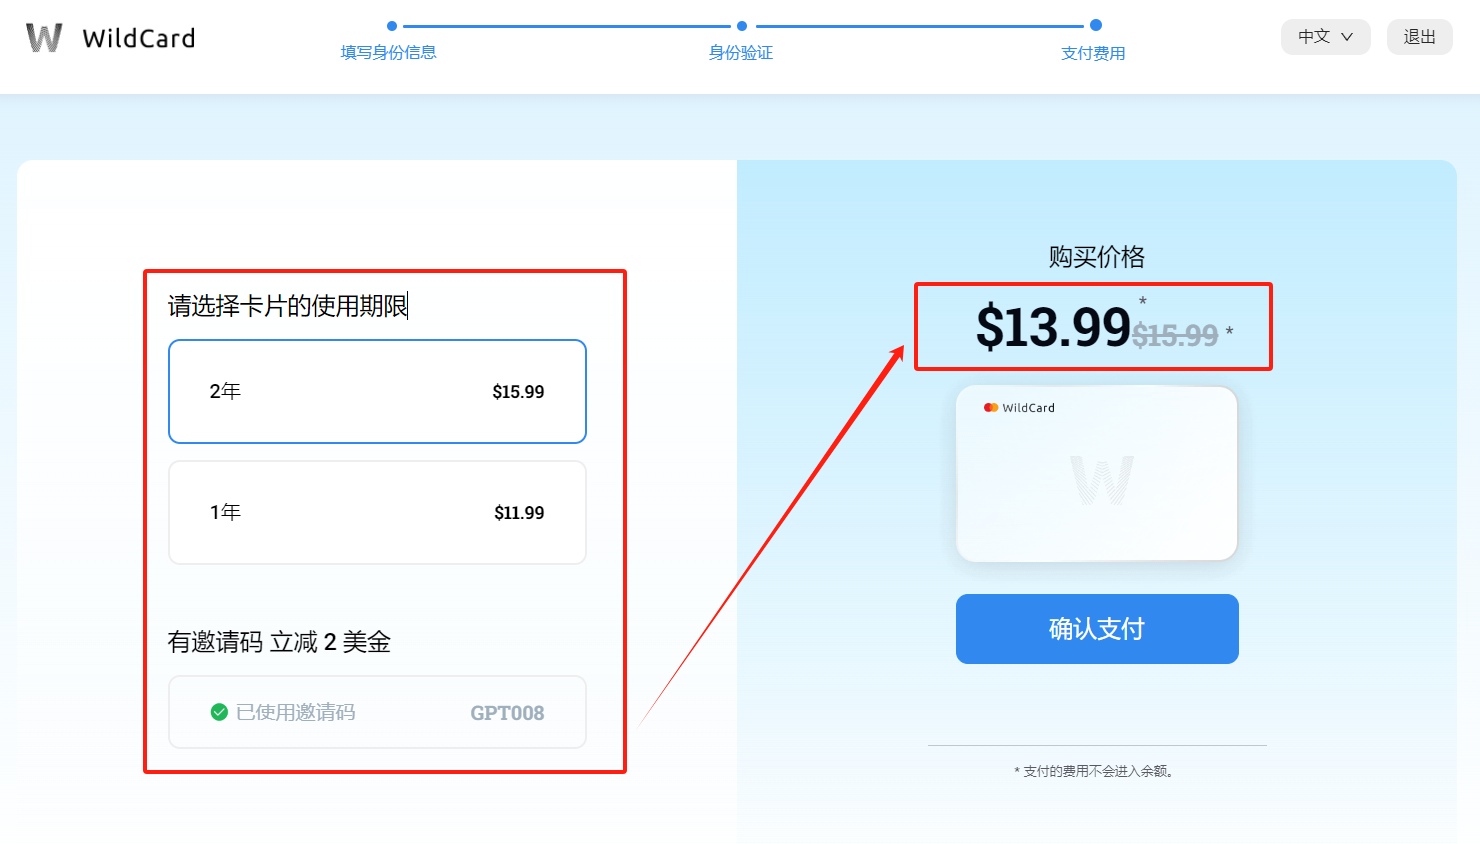 WildCard
填写身份信息
身份验证
支付费用
中文
退出
请选择卡片的使用期限
2年 $15.99
1年 $11.99
有邀请码 立减 2 美金
已使用邀请码 GPT008
购买价格
$13.99* $15.99 *
WildCard
确认支付
* 支付的费用不会进入余额。